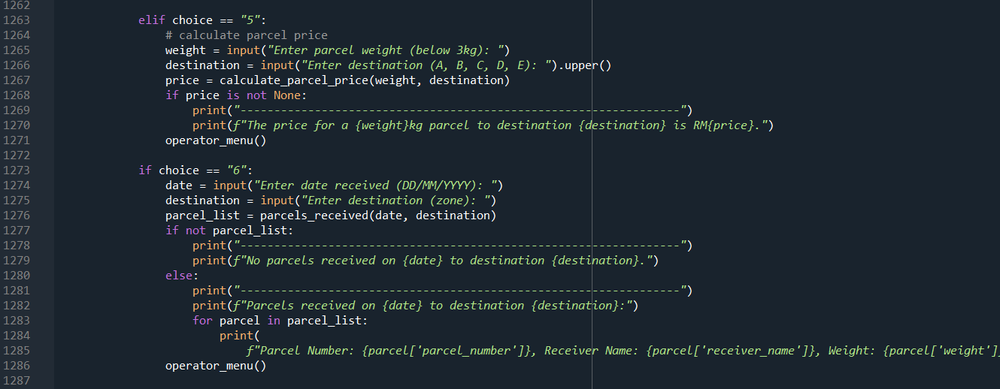 1262
1263 elif choice == "5":
1264 # calculate parcel price
1265 weight = input("Enter parcel weight (below 3kg): ")
1266 destination = input("Enter destination (A, B, C, D, E): ").upper()
1267 price = calculate_parcel_price(weight, destination)
1268 if price is not None:
1269 print("-----------------------------------------------------------------")
1270 print(f"The price for a {weight}kg parcel to destination {destination} is RM{price}.")
1271 operator_menu()
1272
1273 if choice == "6":
1274 date = input("Enter date received (DD/MM/YYYY): ")
1275 destination = input("Enter destination (zone): ")
1276 parcel_list = parcels_received(date, destination)
1277 if not parcel_list:
1278 print("-----------------------------------------------------------------")
1279 print(f"No parcels received on {date} to destination {destination}.")
1280 else:
1281 print("-----------------------------------------------------------------")
1282 print(f"Parcels received on {date} to destination {destination}:")
1283 for parcel in parcel_list:
1284 print(
1285 f"Parcel Number: {parcel['parcel_number']}, Receiver Name: {parcel['receiver_name']}, Weight: {parcel['weight']}
1286 operator_menu()
1287